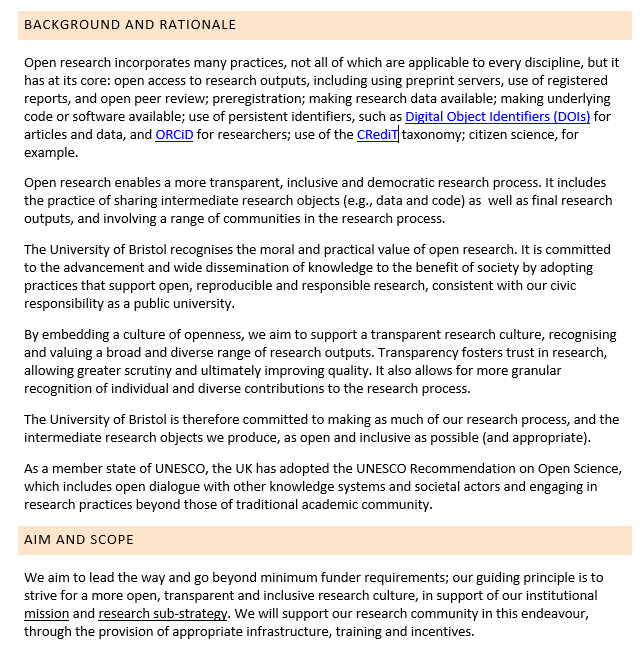 BACKGROUND AND RATIONALE
Open research incorporates many practices, not all of which are applicable to every discipline, but it
has at its core: open access to research outputs, including using preprint servers, use of registered
reports, and open peer review; preregistration; making research data available; making underlying
code or software available; use of persistent identifiers, such as Digital Object Identifiers (DOIs) for
articles and data, and ORCiD for researchers; use of the CRediT taxonomy; citizen science, for
example.
Open research enables a more transparent, inclusive and democratic research process. It includes
the practice of sharing intermediate research objects (e.g., data and code) as  well as final research
outputs, and involving a range of communities in the research process.
The University of Bristol recognises the moral and practical value of open research. It is committed
to the advancement and wide dissemination of knowledge to the benefit of society by adopting
practices that support open, reproducible and responsible research, consistent with our civic
responsibility as a public university.
By embedding a culture of openness, we aim to support a transparent research culture, recognising
and valuing a broad and diverse range of research outputs. Transparency fosters trust in research,
allowing greater scrutiny and ultimately improving quality. It also allows for more granular
recognition of individual and diverse contributions to the research process.
The University of Bristol is therefore committed to making as much of our research process, and the
intermediate research objects we produce, as open and inclusive as possible (and appropriate).
As a member state of UNESCO, the UK has adopted the UNESCO Recommendation on Open Science,
which includes open dialogue with other knowledge systems and societal actors and engaging in
research practices beyond those of traditional academic community.
AIM AND SCOPE
We aim to lead the way and go beyond minimum funder requirements; our guiding principle is to
strive for a more open, transparent and inclusive research culture, in support of our institutional
mission and research sub-strategy. We will support our research community in this endeavour,
through the provision of appropriate infrastructure, training and incentives.